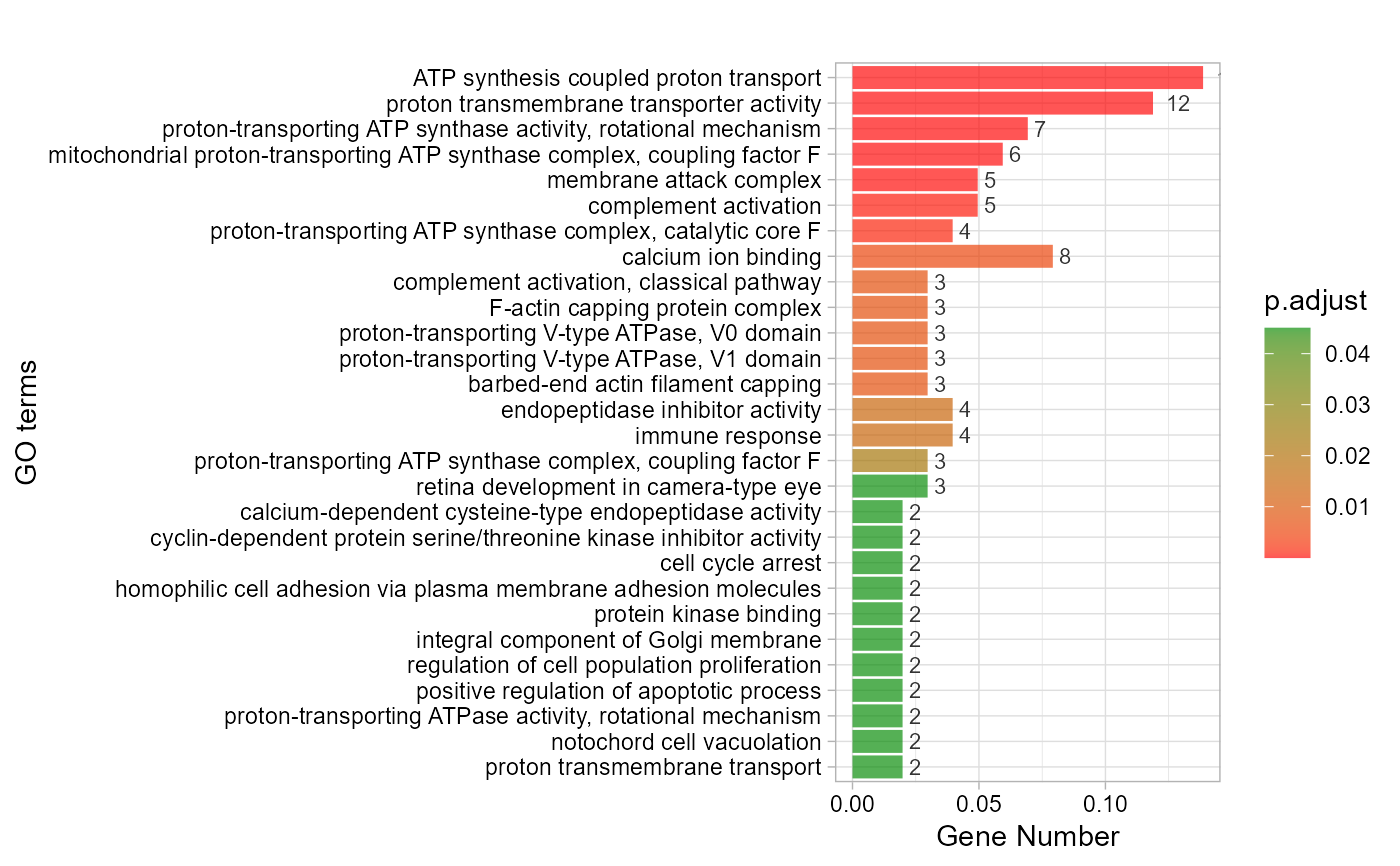 ATP synthesis coupled proton transport
proton transmembrane transporter activity
12
proton-transporting ATP synthase activity, rotational mechanism
7
mitochondrial proton-transporting ATP synthase complex, coupling factor F
6
membrane attack complex
5
complement activation
5
proton-transporting ATP synthase complex, catalytic core F
4
calcium ion binding
8
complement activation, classical pathway
3
F-actin capping protein complex
3
proton-transporting V-type ATPase, V0 domain
3
proton-transporting V-type ATPase, V1 domain
3
barbed-end actin filament capping
3
endopeptidase inhibitor activity
4
immune response
4
proton-transporting ATP synthase complex, coupling factor F
3
retina development in camera-type eye
3
calcium-dependent cysteine-type endopeptidase activity
2
cyclin-dependent protein serine/threonine kinase inhibitor activity
2
cell cycle arrest
2
homophilic cell adhesion via plasma membrane adhesion molecules
2
protein kinase binding
2
integral component of Golgi membrane
2
regulation of cell population proliferation
2
positive regulation of apoptotic process
2
proton-transporting ATPase activity, rotational mechanism
2
notochord cell vacuolation
2
proton transmembrane transport
2
0.00
0.05
0.10
Gene Number
GO terms
p.adjust
0.04
0.03
0.02
0.01